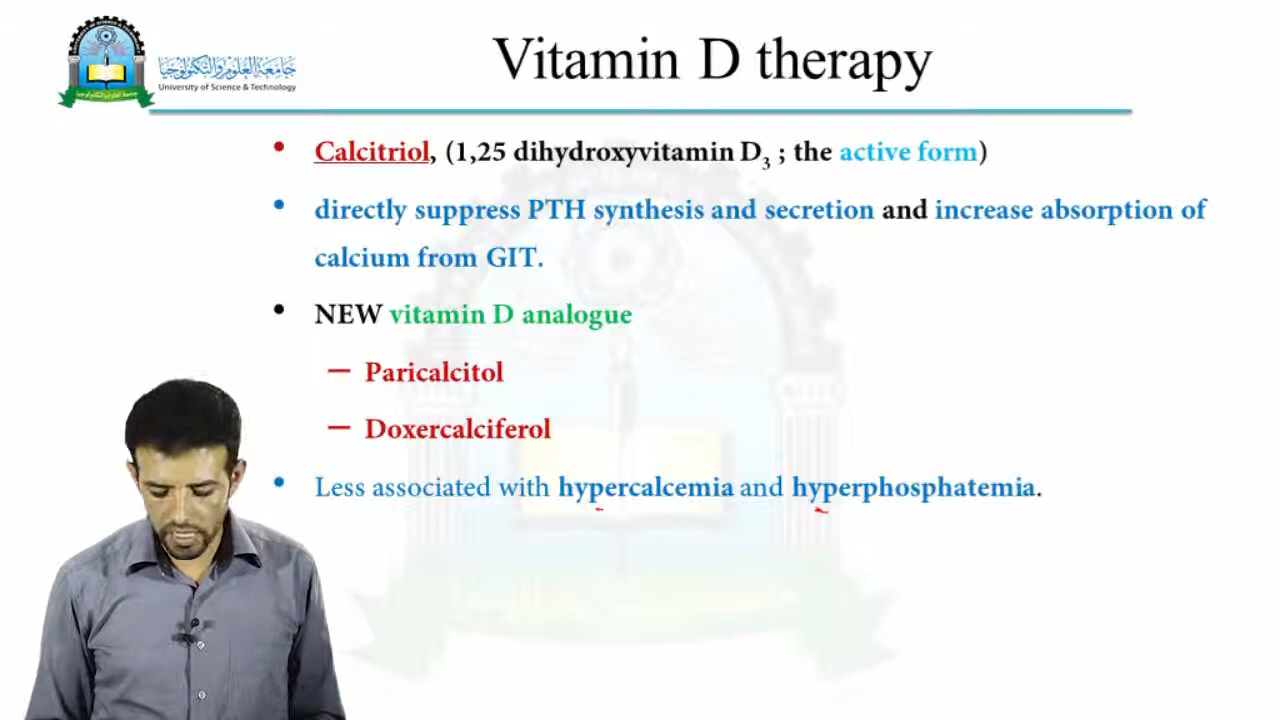 Vitamin D therapy
جامعة العلوم والتكنولوجيا
University of Science & Technology
• Calcitriol, (1,25 dihydroxyvitamin D₃ ; the active form)
• directly suppress PTH synthesis and secretion and increase absorption of
calcium from GIT.
• NEW vitamin D analogue
– Paricalcitol
– Doxercalciferol
• Less associated with hypercalcemia and hyperphosphatemia.